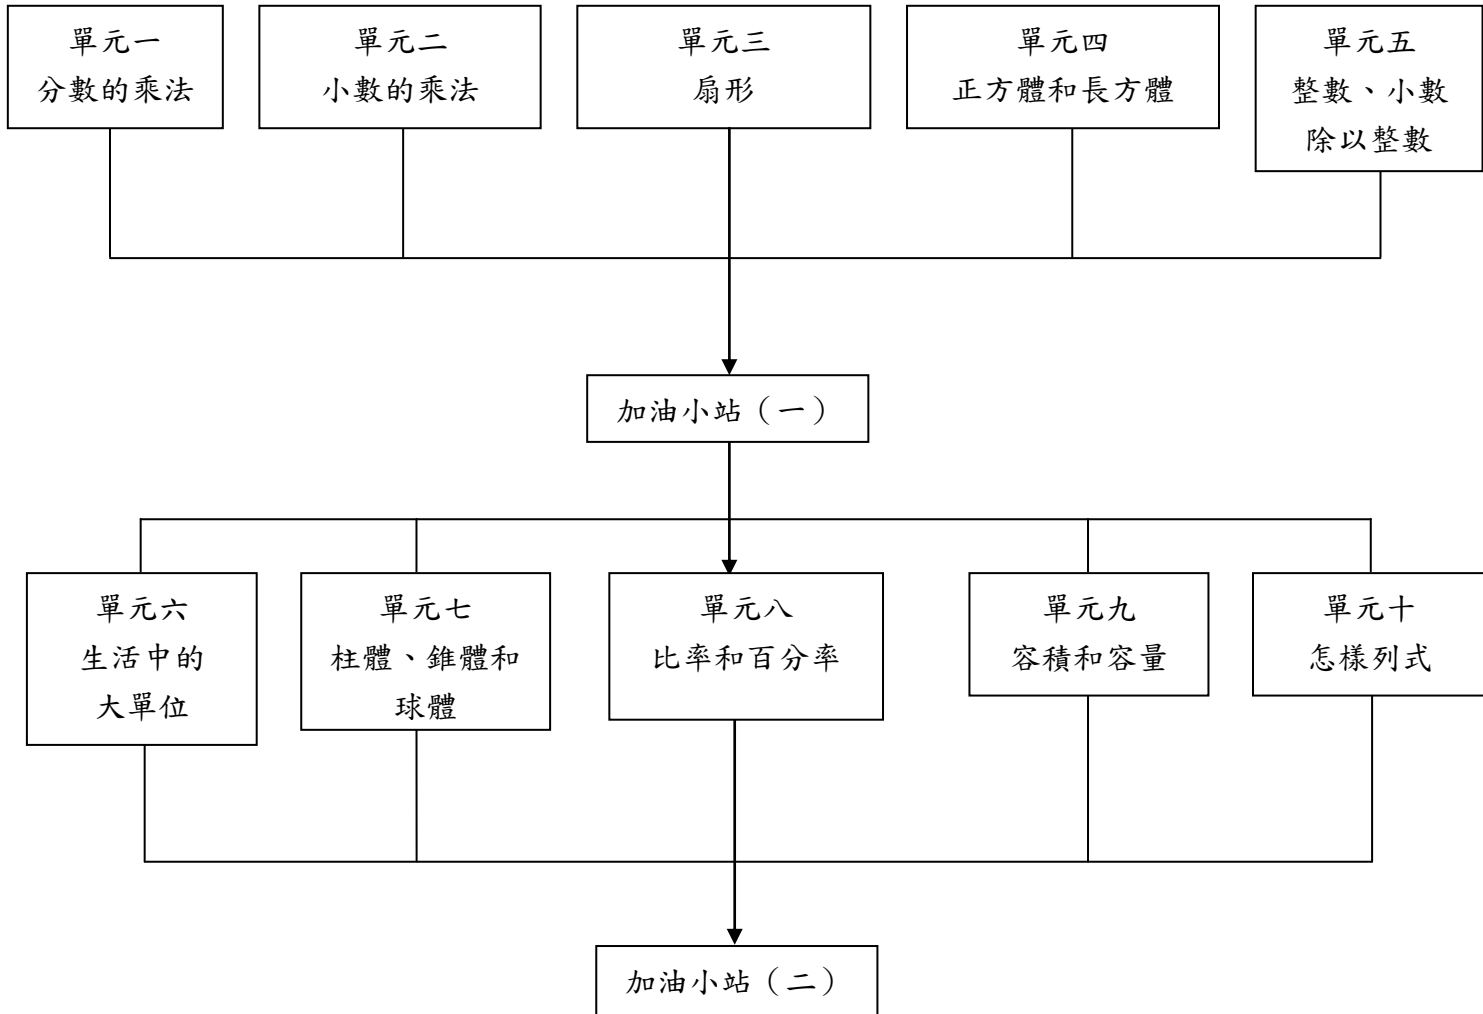 單元一
分數的乘法
單元二
小數的乘法
單元三
扇形
單元四
正方體和長方體
單元五
整數、小數
除以整數
加油小站（一）
單元六
生活中的
大單位
單元七
柱體、錐體和
球體
單元八
比率和百分率
單元九
容積和容量
單元十
怎樣列式
加油小站（二）